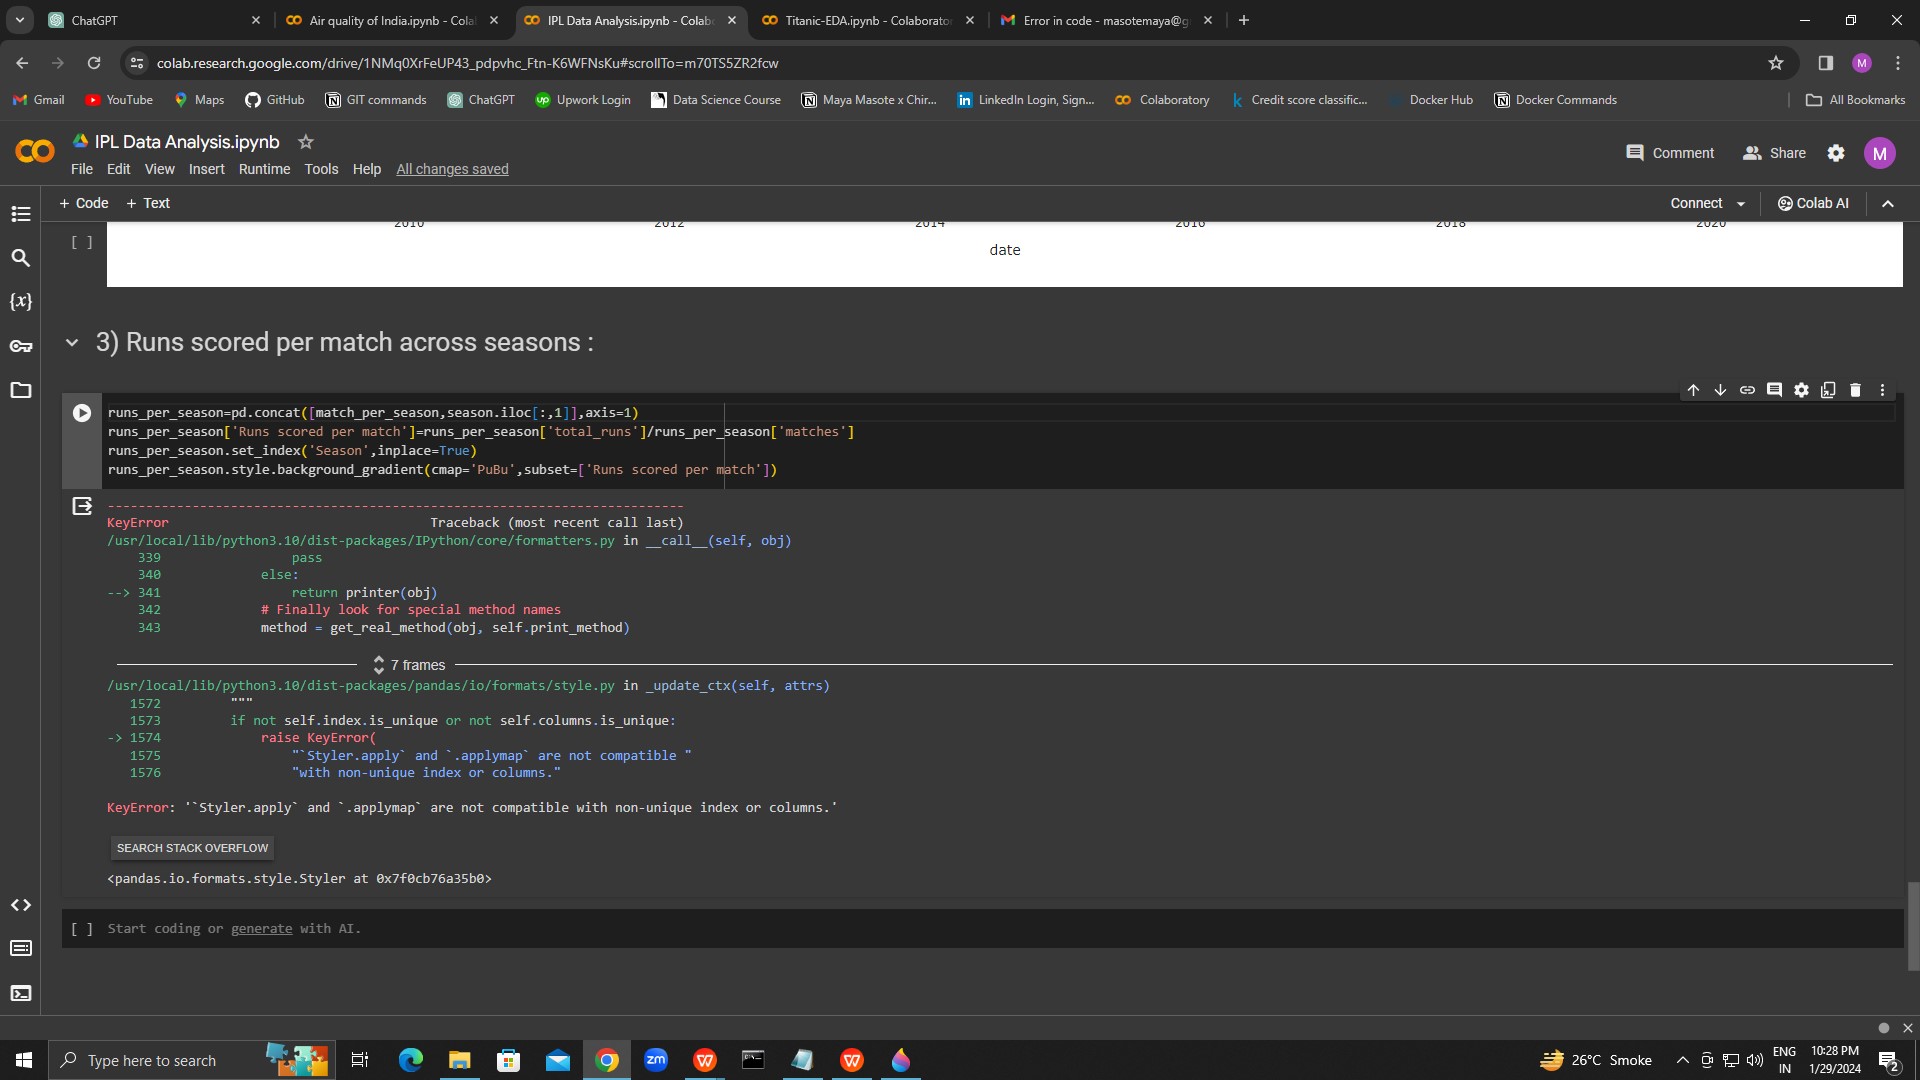 ChatGPT
Air quality of India.ipynb - Cola
IPL Data Analysis.ipynb - Colab
Titanic-EDA.ipynb - Colaborato
Error in code - masotemaya@g
colab.research.google.com/drive/1NMq0XrFeUP43_pdpvhc_Ftn-K6WFNsKu#scrollTo=m70TS5ZR2fcw
M
Gmail
YouTube
Maps
GitHub
GIT commands
ChatGPT
Upwork Login
Data Science Course
Maya Masote x Chir...
LinkedIn Login, Sign...
Colaboratory
Credit score classific...
Docker Hub
Docker Commands
All Bookmarks
IPL Data Analysis.ipynb
Comment
Share
M
File Edit View Insert Runtime Tools Help All changes saved
+ Code + Text
Connect
Colab AI
2010 2012 2014 2016 2018 2020
[ ]
date
{x}
3) Runs scored per match across seasons :
runs_per_season=pd.concat([match_per_season,season.iloc[:,1]],axis=1)
runs_per_season['Runs scored per match']=runs_per_season['total_runs']/runs_per_season['matches']
runs_per_season.set_index('Season',inplace=True)
runs_per_season.style.background_gradient(cmap='PuBu',subset=['Runs scored per match'])
---------------------------------------------------------------------------
KeyError Traceback (most recent call last)
/usr/local/lib/python3.10/dist-packages/IPython/core/formatters.py in __call__(self, obj)
339 pass
340 else:
--> 341 return printer(obj)
342 # Finally look for special method names
343 method = get_real_method(obj, self.print_method)
7 frames
/usr/local/lib/python3.10/dist-packages/pandas/io/formats/style.py in _update_ctx(self, attrs)
1572 """
1573 if not self.index.is_unique or not self.columns.is_unique:
-> 1574 raise KeyError(
1575 "`Styler.apply` and `.applymap` are not compatible "
1576 "with non-unique index or columns."
KeyError: '`Styler.apply` and `.applymap` are not compatible with non-unique index or columns.'
SEARCH STACK OVERFLOW
<pandas.io.formats.style.Styler at 0x7f0cb76a35b0>
[ ] Start coding or generate with AI.
Type here to search
zm
W
W
26°C Smoke
ENG
IN
10:28 PM
1/29/2024
2